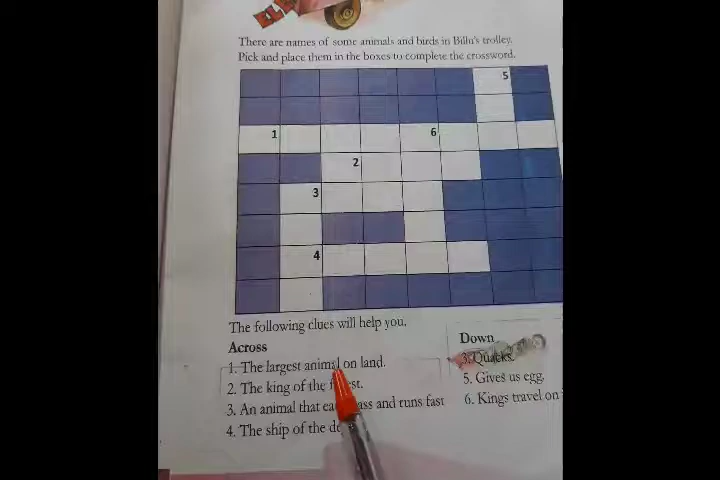 There are names of some animals and birds in Billu's trolley.
Pick and place them in the boxes to complete the crossword.
5
1
6
2
3
4
The following clues will help you.
Across
1. The largest animal on land.
2. The king of the
3. An animal that and runs fast
4. The ship of the
Down
3. Quacks
5. Gives us egg.
6. Kings travel on